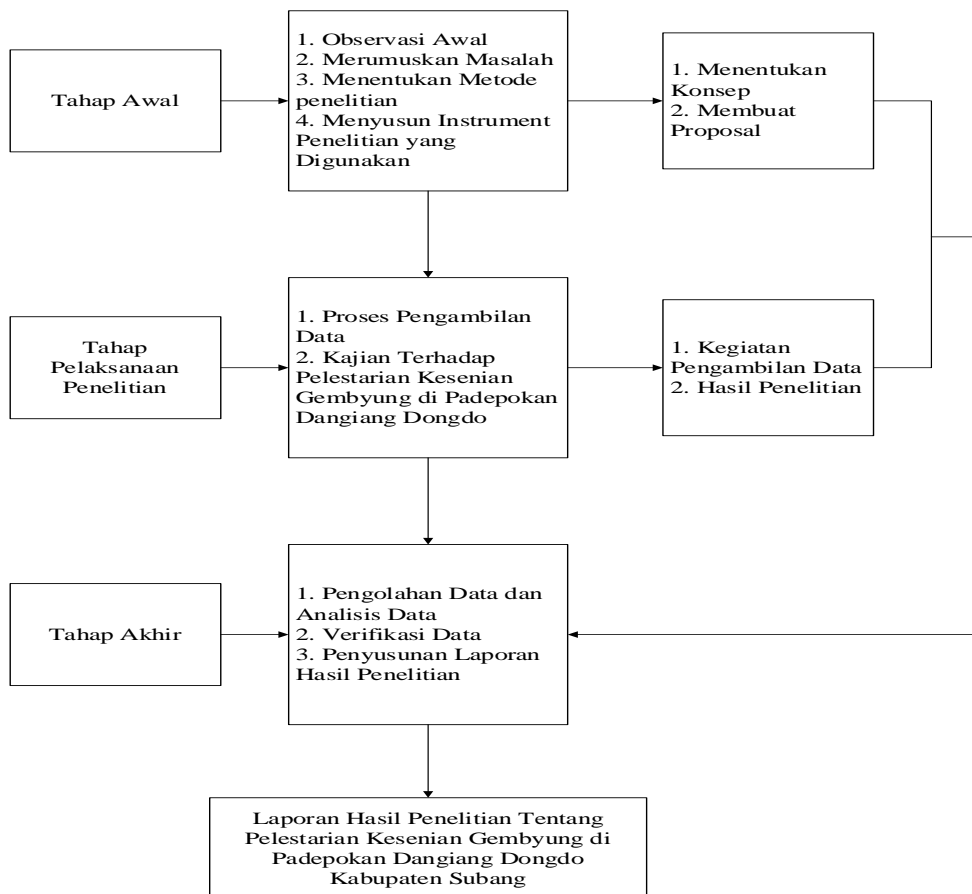 Tahap Awal
1. Observasi Awal
2. Merumuskan Masalah
3. Menentukan Metode
penelitian
4. Menyusun Instrument
Penelitian yang
Digunakan
1. Menentukan
Konsep
2. Membuat
Proposal
Tahap
Pelaksanaan
Penelitian
1. Proses Pengambilan
Data
2. Kajian Terhadap
Pelestarian Kesenian
Gembyung di Padepokan
Dangiang Dongdo
1. Kegiatan
Pengambilan Data
2. Hasil Penelitian
Tahap Akhir
1. Pengolahan Data dan
Analisis Data
2. Verifikasi Data
3. Penyusunan Laporan
Hasil Penelitian
Laporan Hasil Penelitian Tentang
Pelestarian Kesenian Gembyung di
Padepokan Dangiang Dongdo
Kabupaten Subang